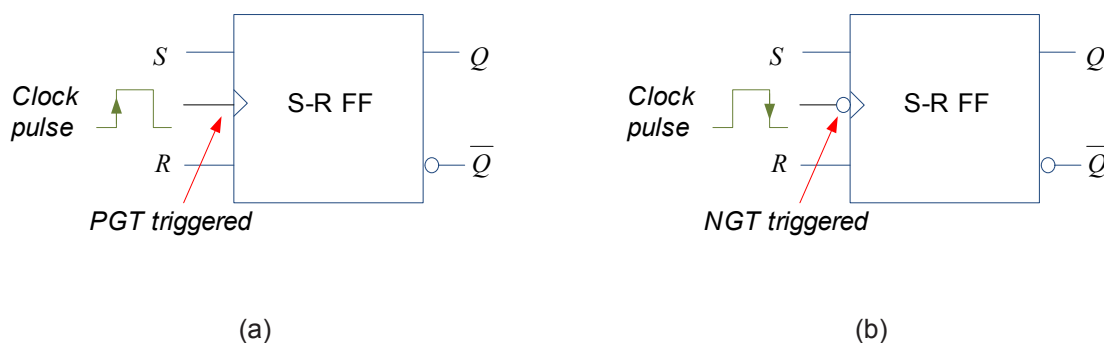 S
Q
Clock
pulse
S-R FF
R
Q̅
PGT triggered
(a)
S
Q
Clock
pulse
S-R FF
R
Q̅
NGT triggered
(b)